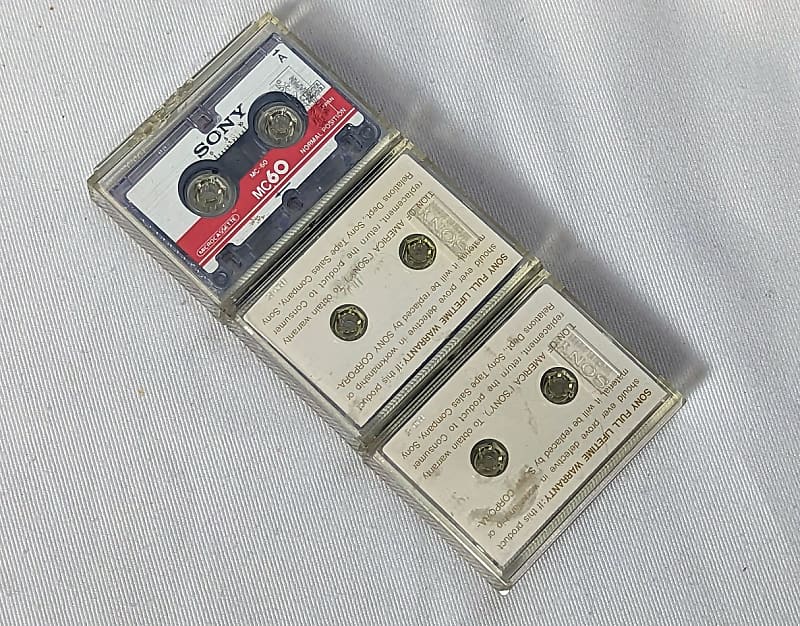 A
SONY
MC-60
MC60
NORMAL POSITION
MICROCASSETTE
SONY
SONY FULL LIFETIME WARRANTY: If this product
should ever prove defective in workmanship or
material, it will be replaced by SONY CORPORA-
TION OF AMERICA ("SONY"). To obtain warranty
replacement, return the product to Consumer
Relations Dept. Sony Tape Sales Company, Sony
SONY
SONY FULL LIFETIME WARRANTY: If this product
should ever prove defective in workmanship or
material, it will be replaced by CORPORA-
TION OF AMERICA ("SONY"). To obtain warranty
replacement, return the product to Consumer
Relations Dept. Sony Tape Sales Company, Sony